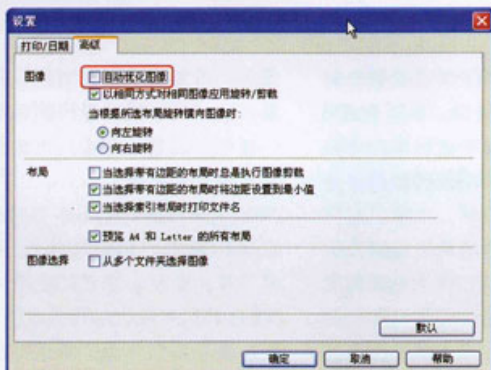 设置
打印/日期 高级
图像 自动优化图像
以相同方式对相同图像应用旋转/剪裁
当根据所选布局旋转横向图像时:
向左旋转
向右旋转
布局 当选择带有边距的布局时总是执行图像剪裁
当选择带有边距的布局时将边距设置到最小值
当选择索引布局时打印文件名
预览 A4 和 Letter 的所有布局
图像选择 从多个文件夹选择图像
默认
确定 取消 帮助